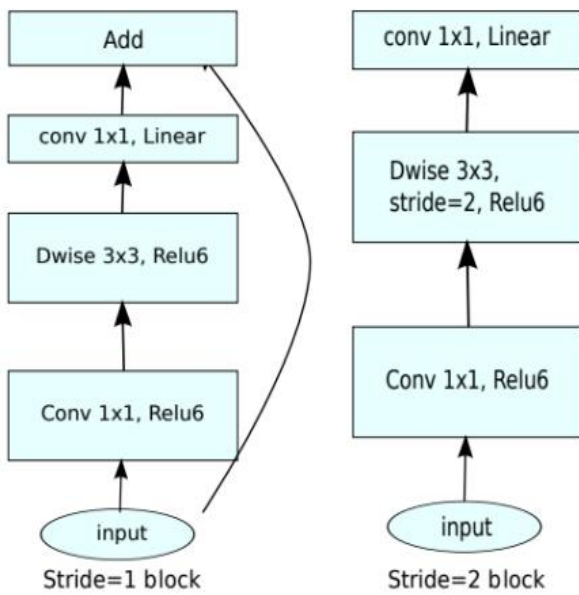 Add
conv 1x1, Linear
Dwise 3x3, Relu6
Conv 1x1, Relu6
input
Stride=1 block
conv 1x1, Linear
Dwise 3x3,
stride=2, Relu6
Conv 1x1, Relu6
input
Stride=2 block